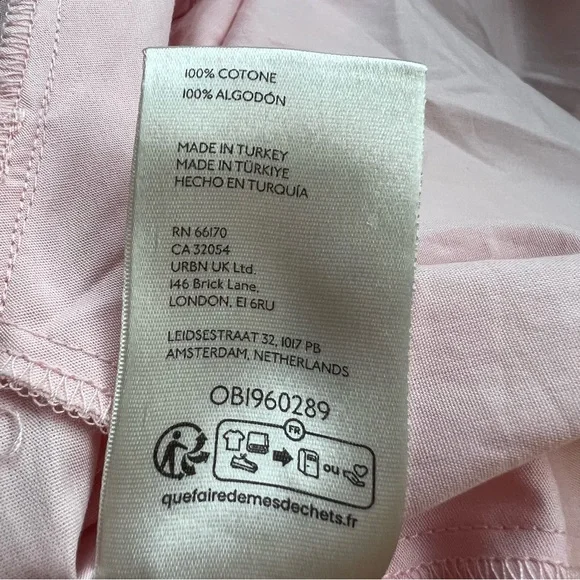 100% COTONE
100% ALGODÓN
MADE IN TURKEY
MADE IN TÜRKIYE
HECHO EN TURQUÍA
RN 66170
CA 32054
URBN UK Ltd.
146 Brick Lane,
LONDON, E1 6RU
LEIDSESTRAAT 32, 1017 PB
AMSTERDAM, NETHERLANDS
OB1960289
FR
ou
quefairedemesdechets.fr